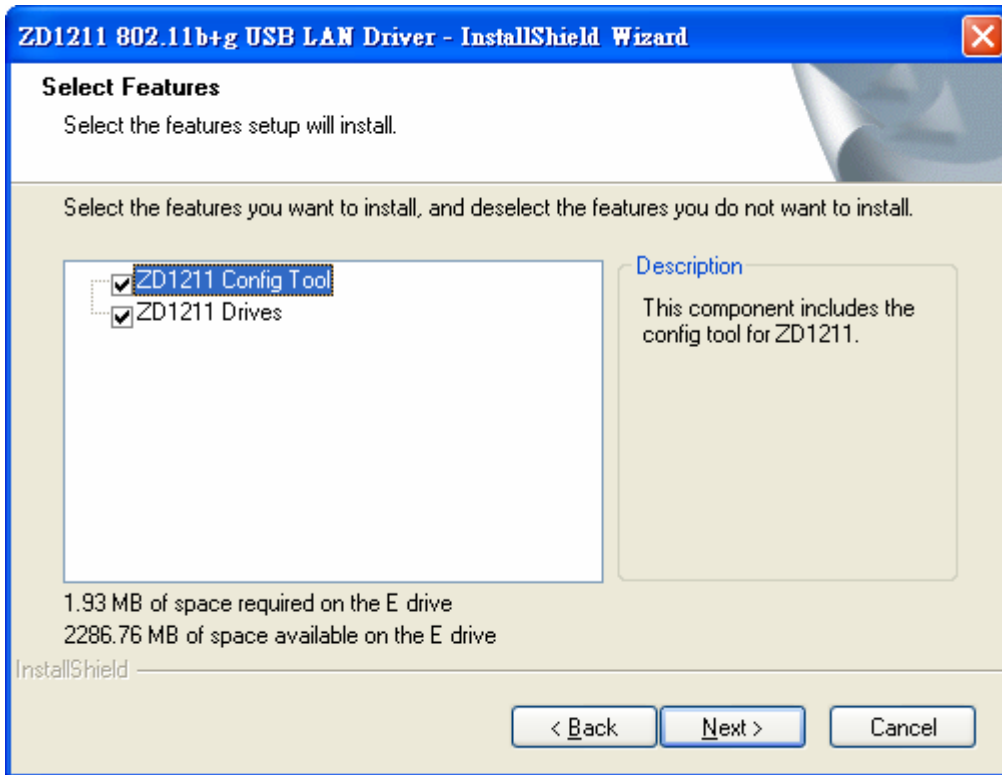 ZD1211 802.11b+g USB LAN Driver - InstallShield Wizard
Select Features
Select the features setup will install.
Select the features you want to install, and deselect the features you do not want to install.
ZD1211 Config Tool
ZD1211 Drives
Description
This component includes the
config tool for ZD1211.
1.93 MB of space required on the E drive
2286.76 MB of space available on the E drive
InstallShield
< Back
Next >
Cancel